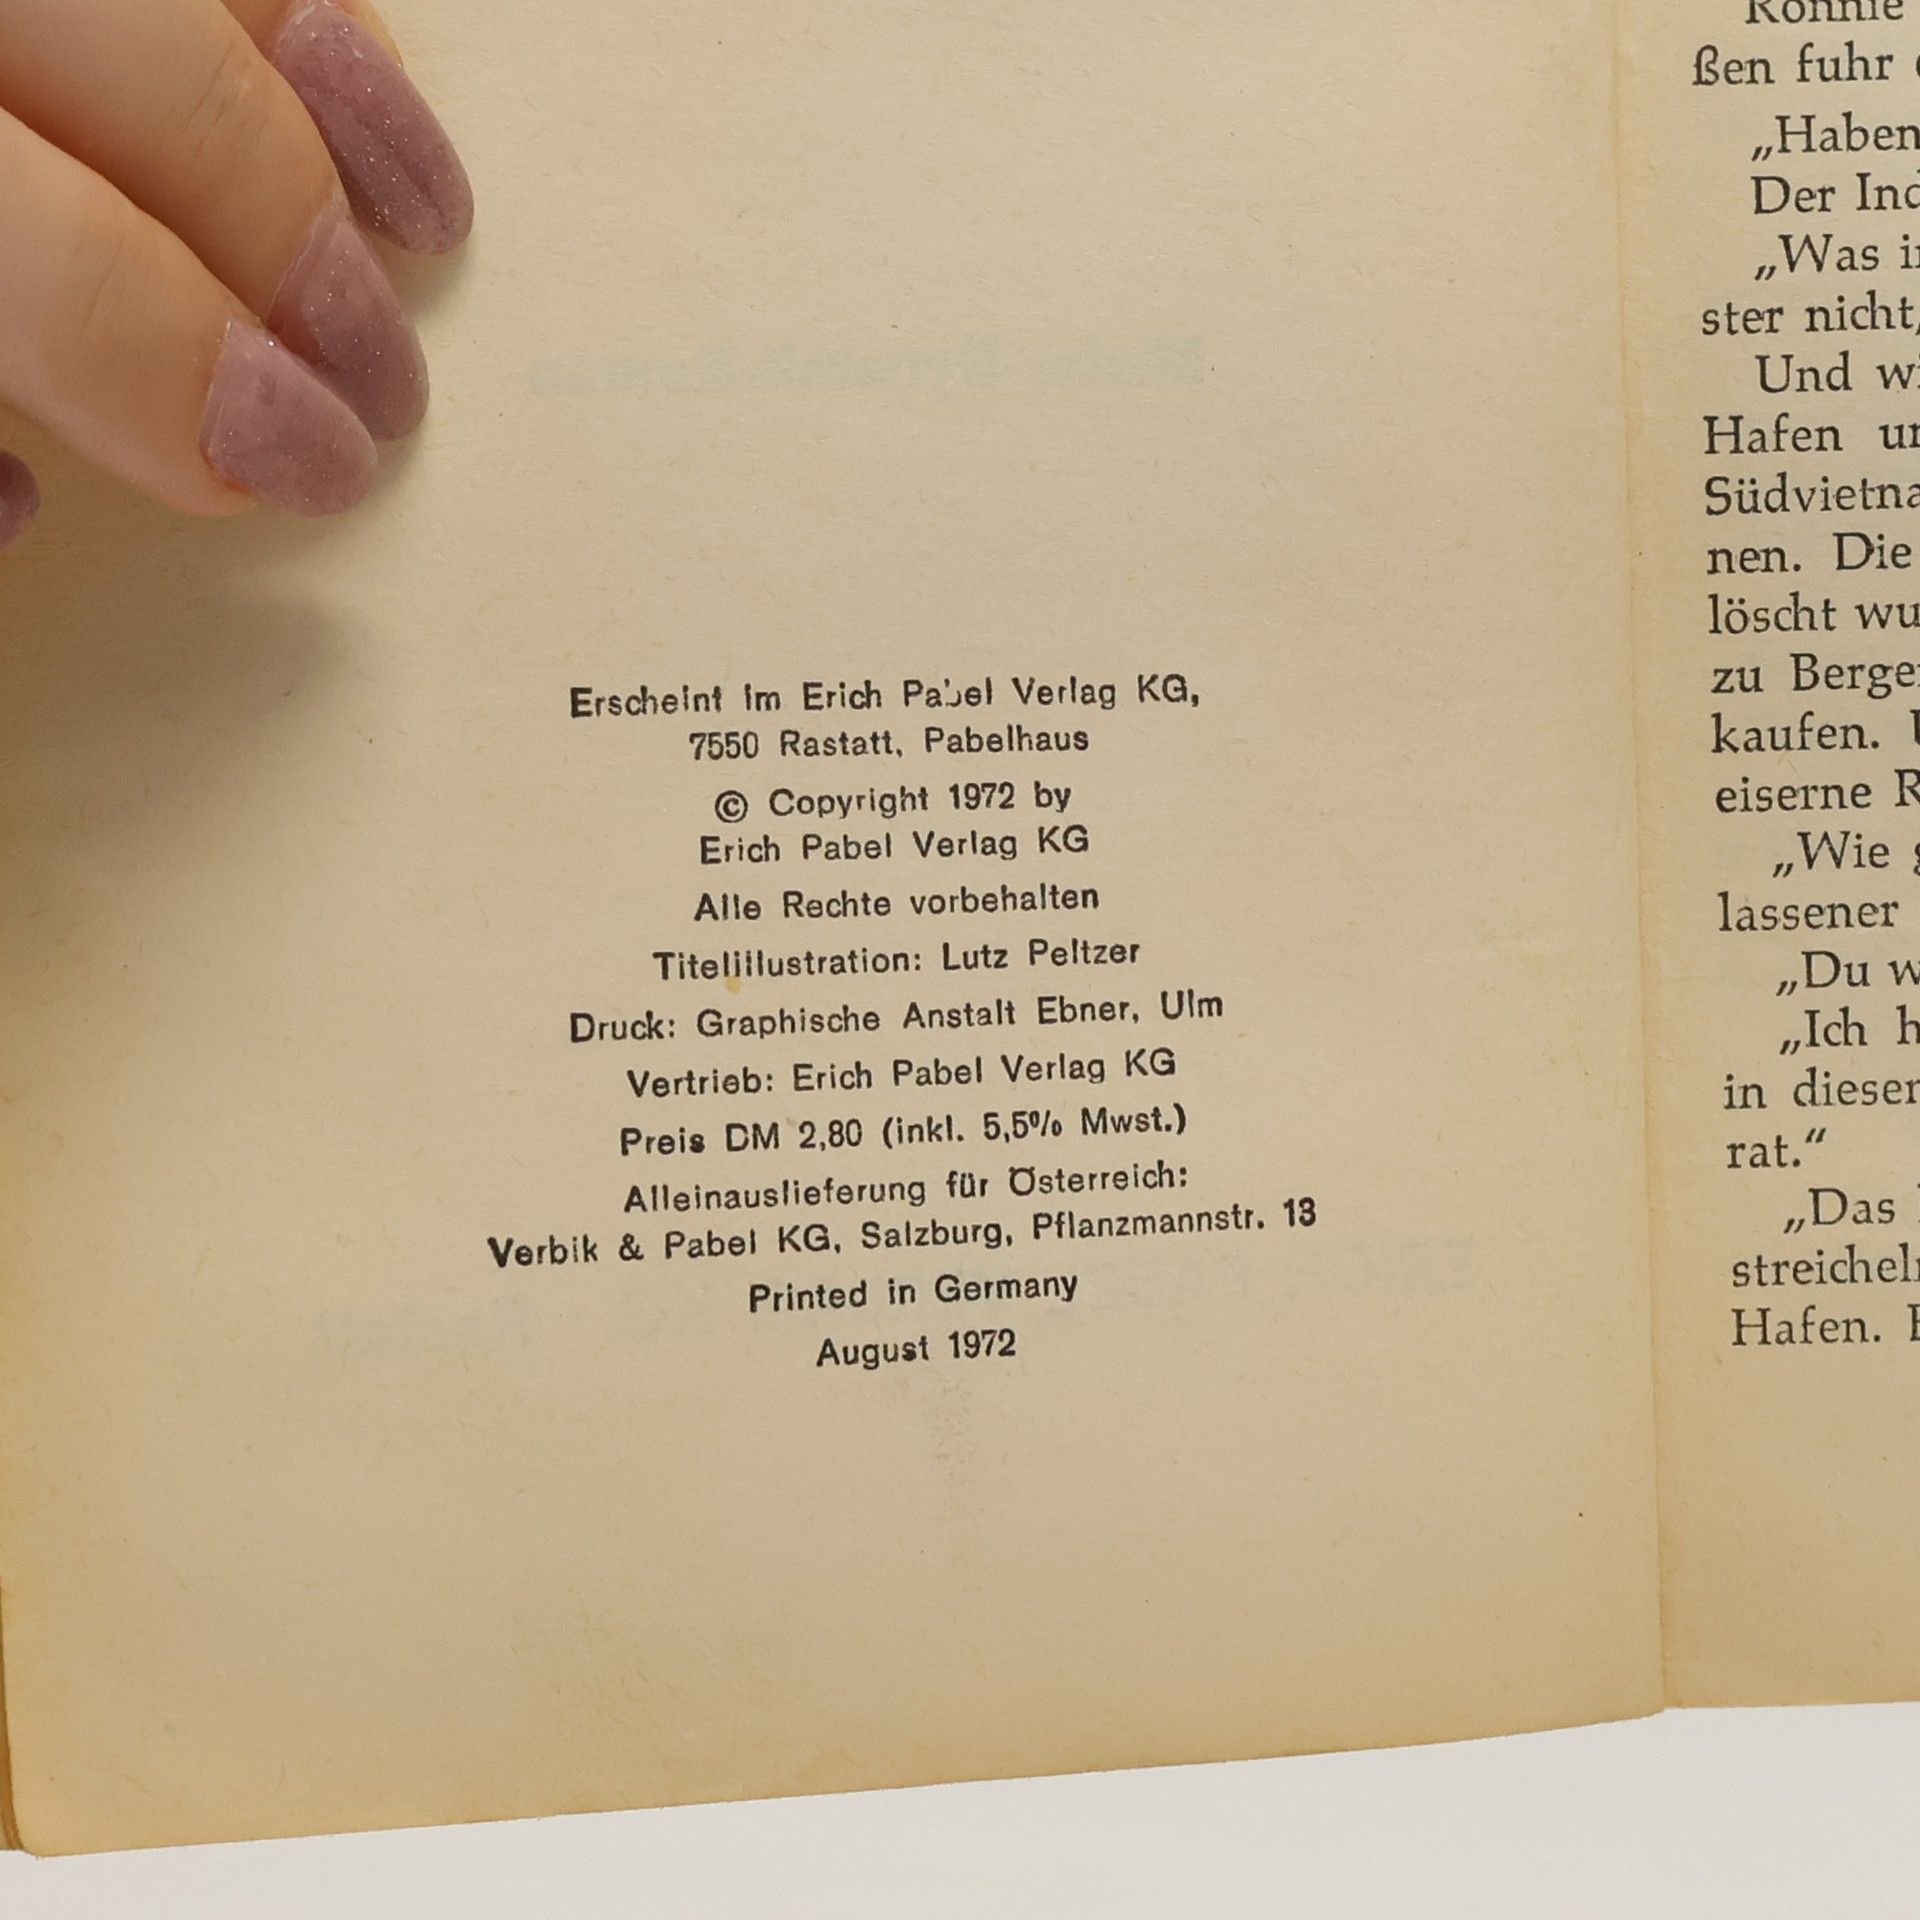 Erscheint im Erich Pabel Verlag KG,
7550 Rastatt, Pabelhaus
© Copyright 1972 by
Erich Pabel Verlag KG
Alle Rechte vorbehalten
Titelillustration: Lutz Peltzer
Druck: Graphische Anstalt Ebner, Ulm
Vertrieb: Erich Pabel Verlag KG
Preis DM 2,80 (inkl. 5,5% Mwst.)
Alleinauslieferung für Österreich:
Verbik & Pabel KG, Salzburg, Pflanzmannstr. 13
Printed in Germany
August 1972
Ronnie
ßen fuhr
„Haben
Der Ind
„Was
ster nicht,
Und
Hafen
Südvietna
nen. Die
löscht wu
zu Berge
kaufen.
eiserne R
„Wie
lassener
„Du w
„Ich h
in dieser
rat.“
„Das
streicheln
Hafen.